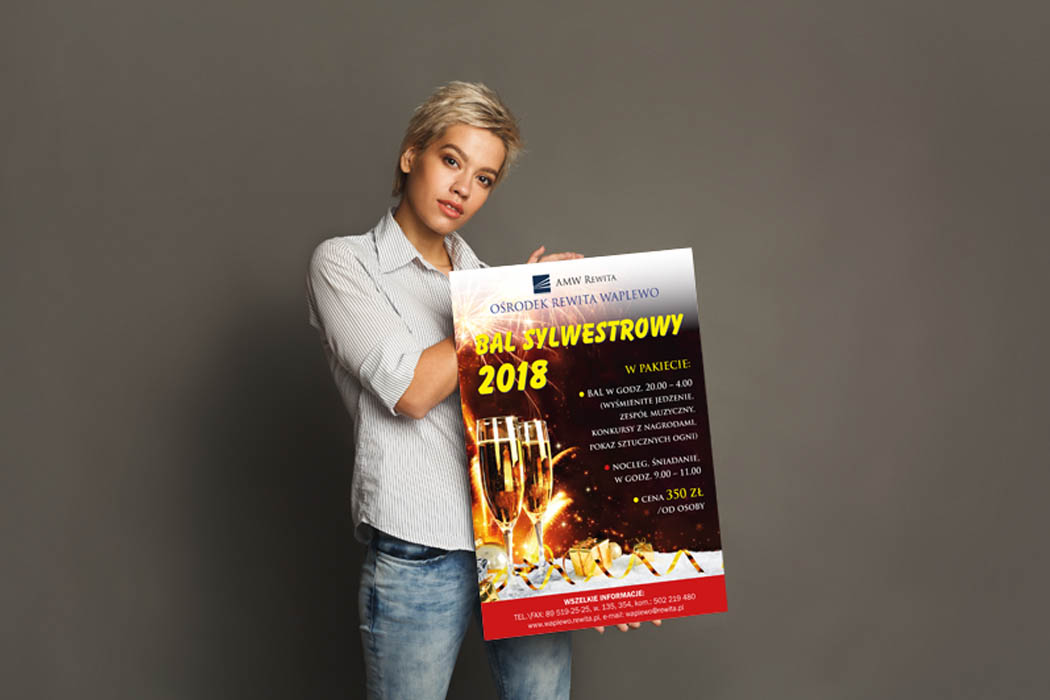 AMW REWITA
OŚRODEK REWITA WAPLEWO
BAL SYLWESTROWY
2018
W PAKIECIE:
BAL W GODZ. 20.00 – 4.00
(WYŚMIENITE JEDZENIE,
ZESPÓŁ MUZYCZNY,
KONKURSY Z NAGRODAMI,
POKAZ SZTUCZNYCH OGNI)
NOCLEG, ŚNIADANIE,
W GODZ. 9.00 – 11.00
CENA 350 ZŁ
/OD OSOBY
WSZELKIE INFORMACJE:
TEL.\FAX: 89 519-25-25, w. 135, 354, kom.: 502 219 480
www.waplewo.rewita.pl, e-mail: waplewo@rewita.pl